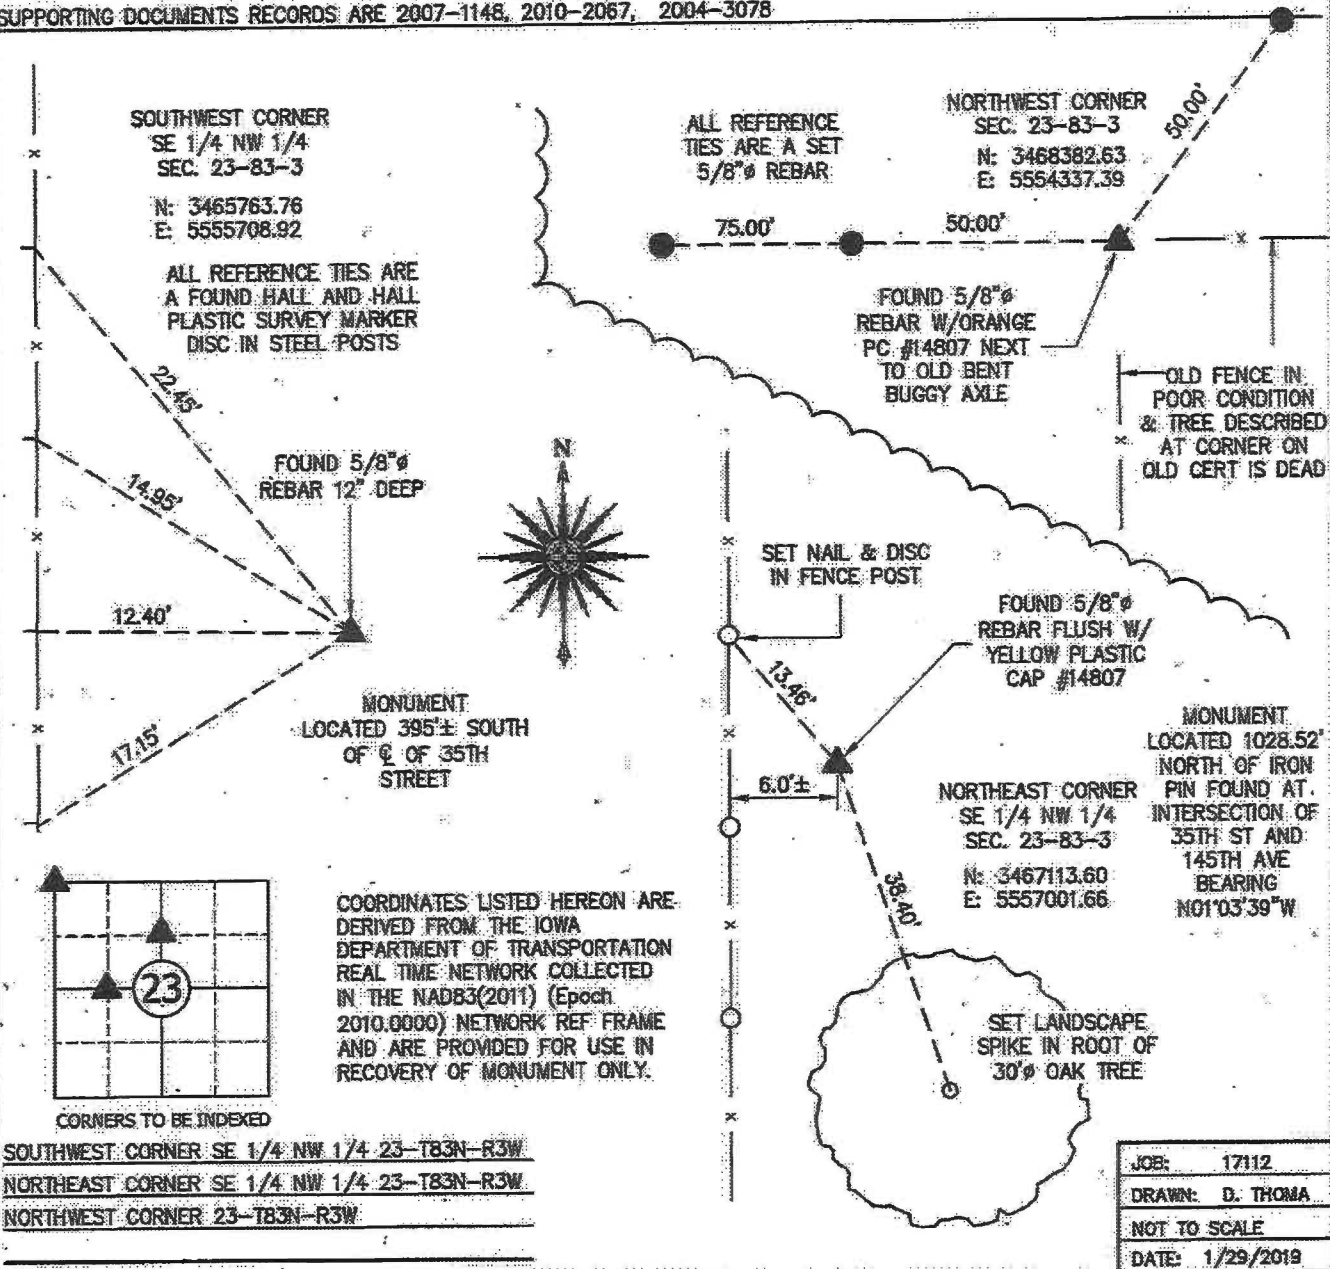 SUPPORTING DOCUMENTS RECORDS ARE 2007-1148, 2010-2067, 2004-3078
SOUTHWEST CORNER
SE 1/4 NW 1/4
SEC. 23-83-3
N: 3465763.76
E: 5555708.92
ALL REFERENCE TIES ARE
A FOUND HALL AND HALL
PLASTIC SURVEY MARKER
DISC IN STEEL POSTS
22.45'
14.95'
12.40'
17.15'
FOUND 5/8"ø
REBAR 12" DEEP
MONUMENT
LOCATED 395'± SOUTH
OF ℄ OF 35TH
STREET
N
ALL REFERENCE
TIES ARE A SET
5/8"ø REBAR
NORTHWEST CORNER
SEC. 23-83-3
N: 3468382.63
E: 5554337.39
50.00'
75.00'
50.00'
FOUND 5/8"ø
REBAR W/ORANGE
PC #14807 NEXT
TO OLD BENT
BUGGY AXLE
OLD FENCE IN
POOR CONDITION
& TREE DESCRIBED
AT CORNER ON
OLD CERT IS DEAD
SET NAIL & DISC
IN FENCE POST
FOUND 5/8"ø
REBAR FLUSH W/
YELLOW PLASTIC
CAP #14807
13.46'
6.0'±
38.40'
NORTHEAST CORNER
SE 1/4 NW 1/4
SEC. 23-83-3
N: 3467113.60
E: 5557001.66
MONUMENT
LOCATED 1028.52'
NORTH OF IRON
PIN FOUND AT
INTERSECTION OF
35TH ST AND
145TH AVE
BEARING
N01°03'39"W
SET LANDSCAPE
SPIKE IN ROOT OF
30"ø OAK TREE
23
COORDINATES LISTED HEREON ARE
DERIVED FROM THE IOWA
DEPARTMENT OF TRANSPORTATION
REAL TIME NETWORK COLLECTED
IN THE NAD83(2011) (Epoch
2010.0000) NETWORK REF FRAME
AND ARE PROVIDED FOR USE IN
RECOVERY OF MONUMENT ONLY.
CORNERS TO BE INDEXED
SOUTHWEST CORNER SE 1/4 NW 1/4 23-T83N-R3W
NORTHEAST CORNER SE 1/4 NW 1/4 23-T83N-R3W
NORTHWEST CORNER 23-T83N-R3W
JOB: 17112
DRAWN: D. THOMA
NOT TO SCALE
DATE: 1/29/2019